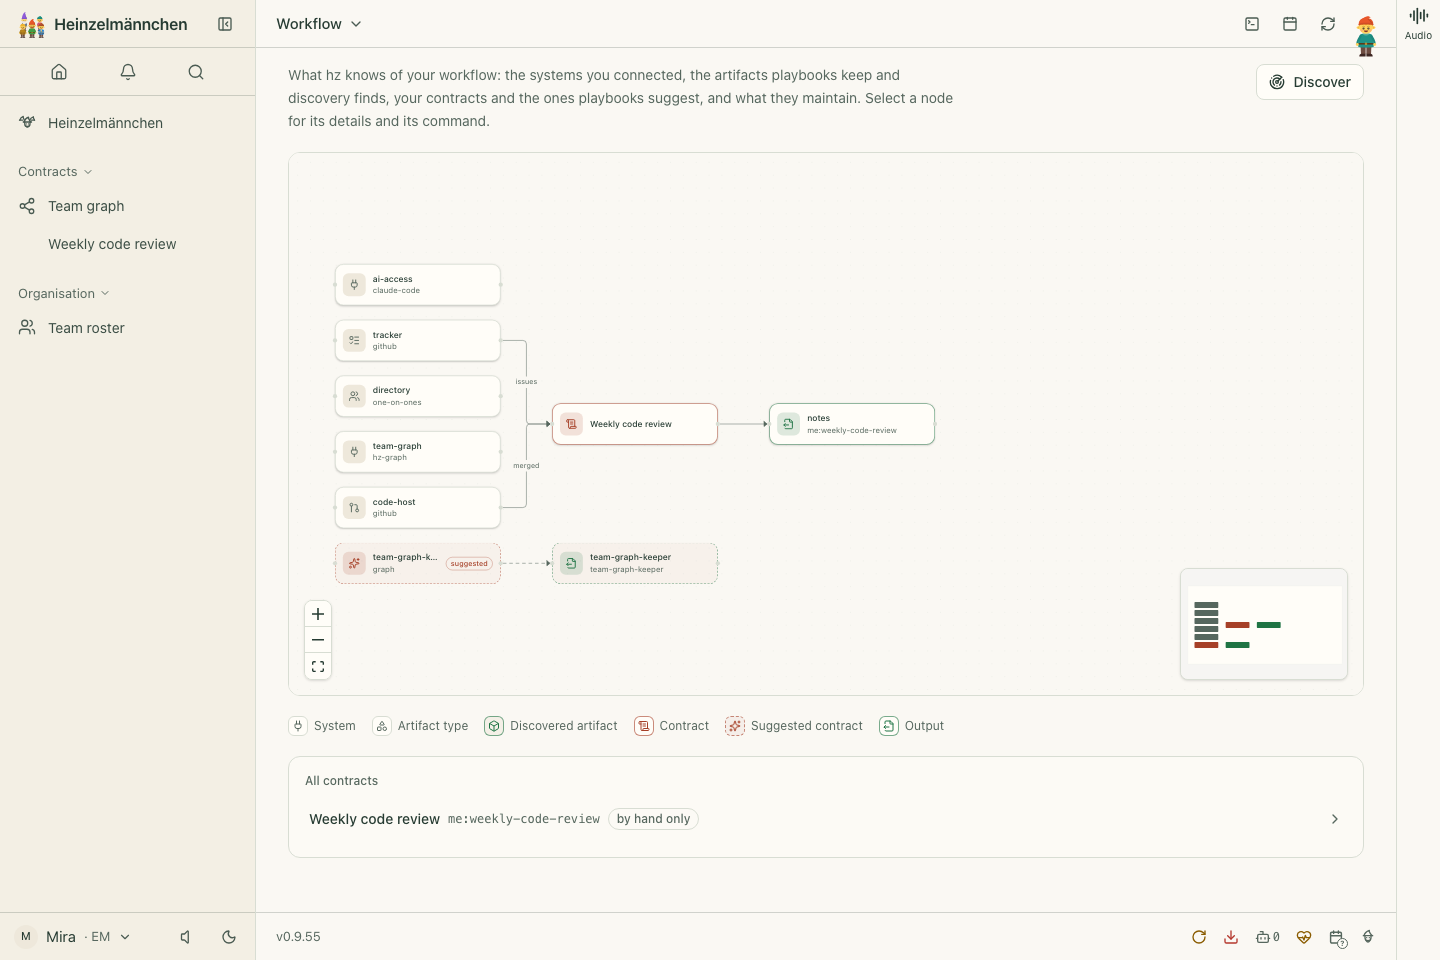 Heinzelmännchen
Workflow
Audio
Heinzelmännchen
Contracts
Team graph
Weekly code review
Organisation
Team roster
What hz knows of your workflow: the systems you connected, the artifacts playbooks keep and
discovery finds, your contracts and the ones playbooks suggest, and what they maintain. Select a node
for its details and its command.
Discover
ai-access
claude-code
tracker
github
issues
directory
one-on-ones
Weekly code review
notes
me:weekly-code-review
team-graph
hz-graph
merged
code-host
github
team-graph-k...
graph
suggested
team-graph-keeper
team-graph-keeper
System
Artifact type
Discovered artifact
Contract
Suggested contract
Output
All contracts
Weekly code review me:weekly-code-review by hand only
M Mira · EM
v0.9.55
0
?